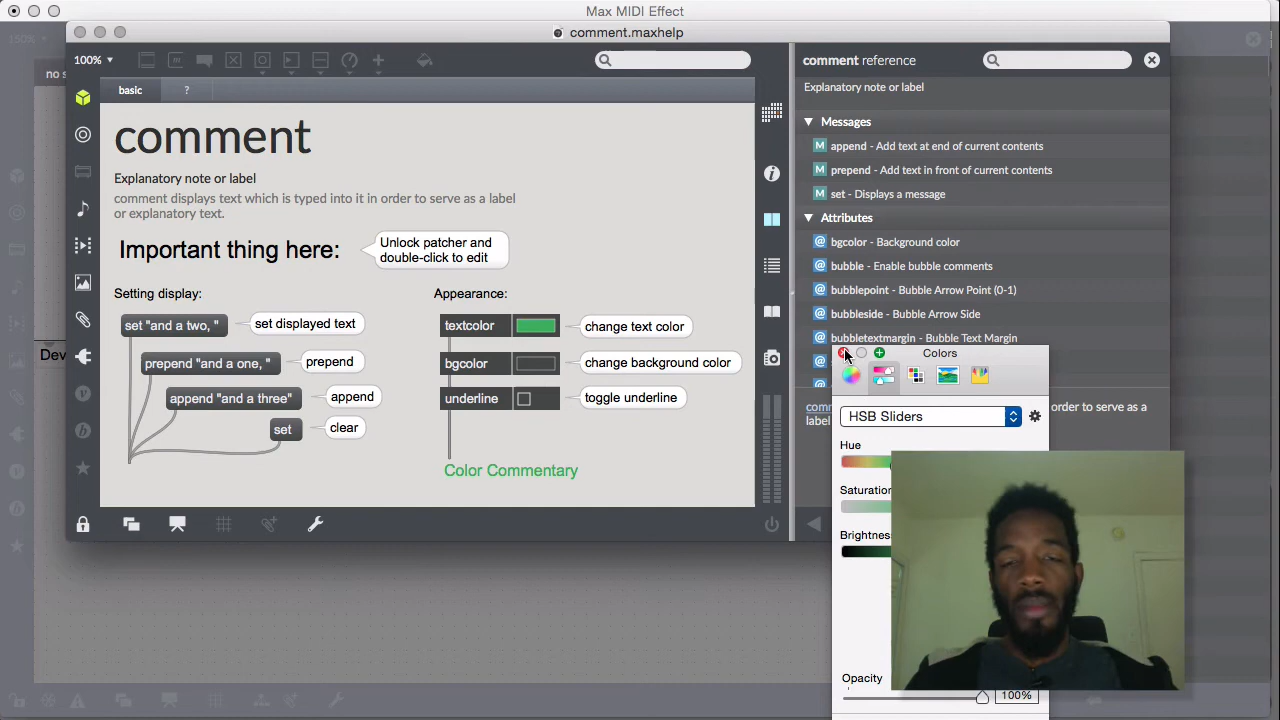 Max MIDI Effect
comment.maxhelp
100%
basic
?
comment
Explanatory note or label
comment displays text which is typed into it in order to serve as a label
or explanatory text.
Important thing here:
Unlock patcher and
double-click to edit
Setting display:
set "and a two, "
set displayed text
prepend "and a one, "
prepend
append "and a three"
append
set
clear
Appearance:
textcolor
change text color
bgcolor
change background color
underline
toggle underline
Color Commentary
comment reference
Explanatory note or label
Messages
M append - Add text at end of current contents
M prepend - Add text in front of current contents
M set - Displays a message
Attributes
@ bgcolor - Background color
@ bubble - Enable bubble comments
@ bubblepoint - Bubble Arrow Point (0-1)
@ bubbleside - Bubble Arrow Side
@ bubbletextmargin - Bubble Text Margin
comm
order to serve as a
label
Colors
HSB Sliders
Hue
Saturatio
Brightnes
Opacity
100%
150%
no s
Dev